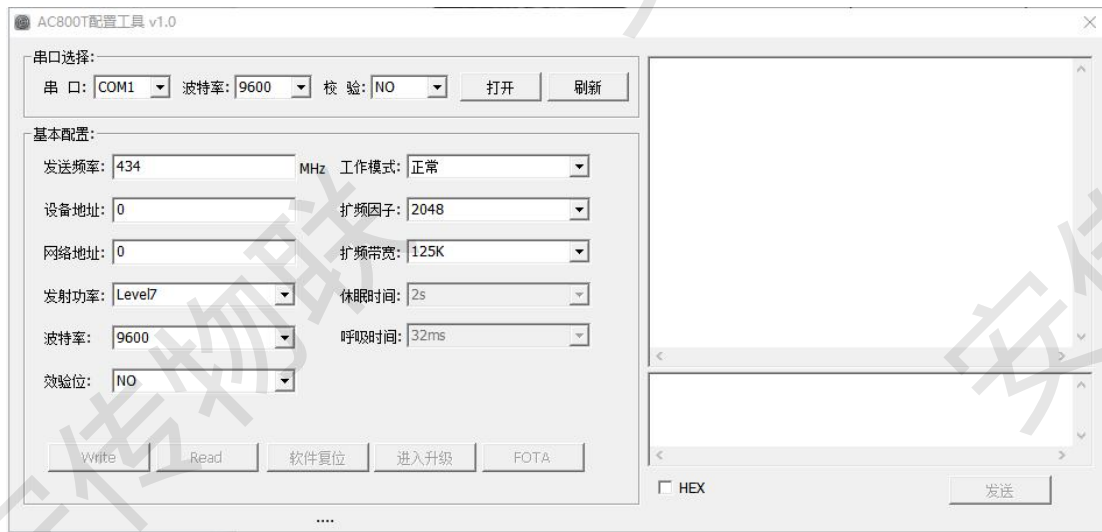 AC800T配置工具 v1.0
串口选择:
串 口: COM1 波特率: 9600 校 验: NO 打开 刷新
基本配置:
发送频率: 434 MHz 工作模式: 正常
设备地址: 0 扩频因子: 2048
网络地址: 0 扩频带宽: 125K
发射功率: Level7 休眠时间: 2s
波特率: 9600 呼吸时间: 32ms
效验位: NO
Write Read 软件复位 进入升级 FOTA
HEX 发送
....
传物联
安